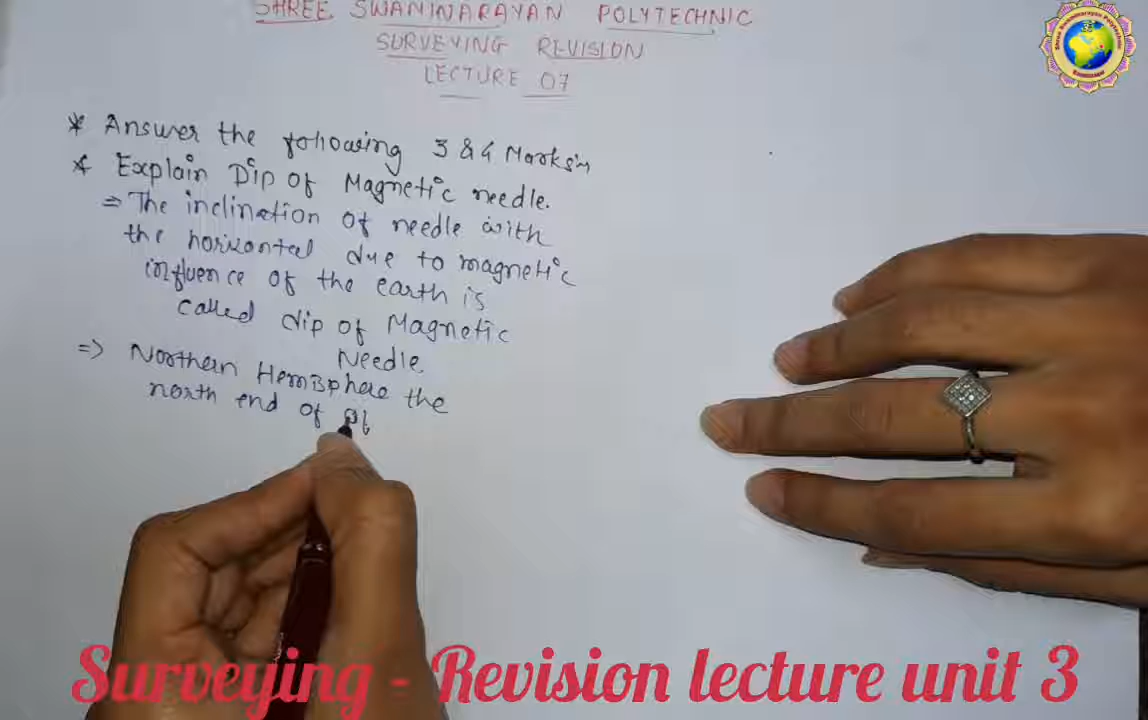 SHREE SWAMINARAYAN POLYTECHNIC
SURVEYING REVISION
LECTURE 07
* Answer the following 3 & 4 Marks
* Explain Dip of Magnetic needle.
⇒ The inclination of needle with
the horizontal due to magnetic
influence of the earth is
called dip of Magnetic
Needle
=> Northern Hemisphere the
north end of
Surveying - Revision lecture unit 3